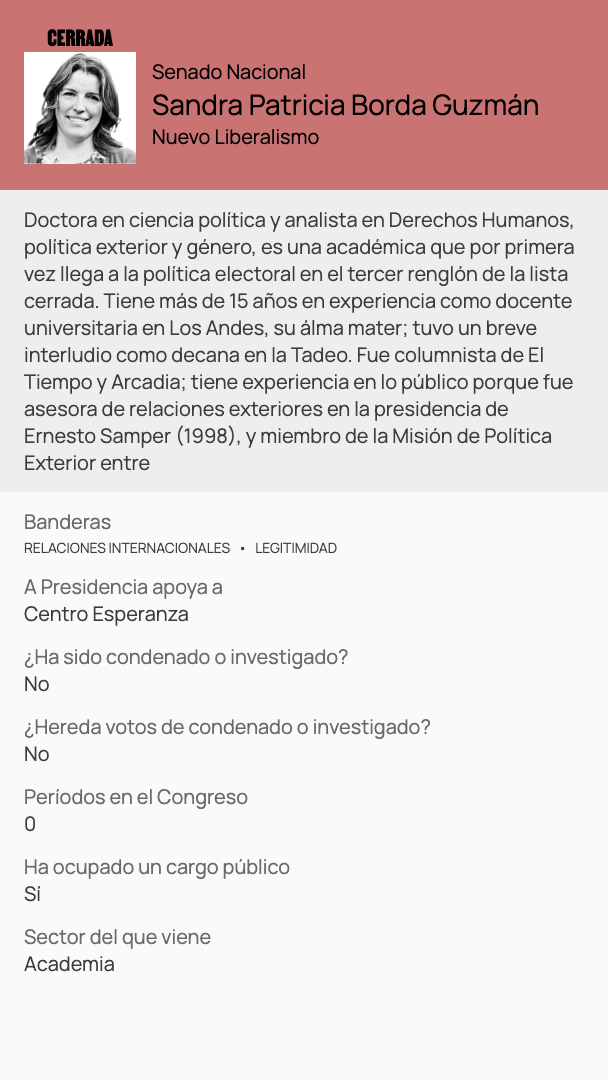 CERRADA
Senado Nacional
Sandra Patricia Borda Guzmán
Nuevo Liberalismo
Doctora en ciencia política y analista en Derechos Humanos,
política exterior y género, es una académica que por primera
vez llega a la política electoral en el tercer renglón de la lista
cerrada. Tiene más de 15 años en experiencia como docente
universitaria en Los Andes, su álma mater; tuvo un breve
interludio como decana en la Tadeo. Fue columnista de El
Tiempo y Arcadia; tiene experiencia en lo público porque fue
asesora de relaciones exteriores en la presidencia de
Ernesto Samper (1998), y miembro de la Misión de Política
Exterior entre
Banderas
RELACIONES INTERNACIONALES • LEGITIMIDAD
A Presidencia apoya a
Centro Esperanza
¿Ha sido condenado o investigado?
No
¿Hereda votos de condenado o investigado?
No
Períodos en el Congreso
0
Ha ocupado un cargo público
Sí
Sector del que viene
Academia